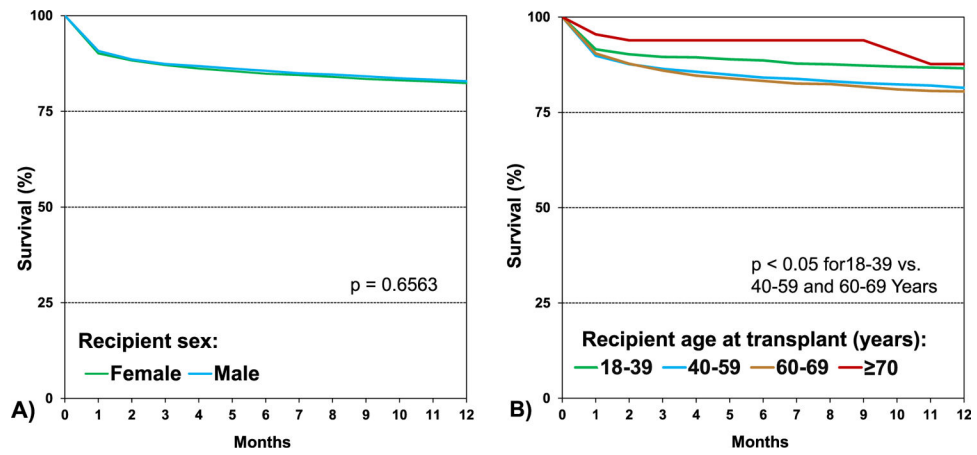 100
75
50
25
0
Survival (%)
p = 0.6563
Recipient sex:
Female Male
A)
0 1 2 3 4 5 6 7 8 9 10 11 12
Months
100
75
50
25
0
Survival (%)
p < 0.05 for18-39 vs.
40-59 and 60-69 Years
Recipient age at transplant (years):
18-39 40-59 60-69 ≥70
B)
0 1 2 3 4 5 6 7 8 9 10 11 12
Months